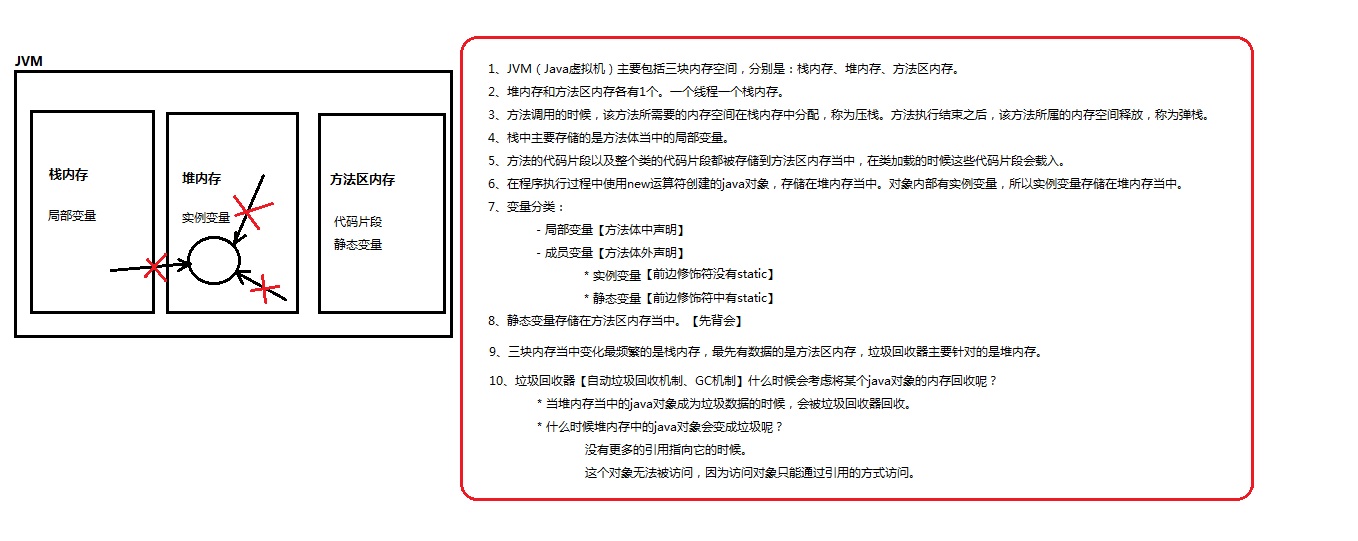 JVM
栈内存
局部变量
堆内存
实例变量
方法区内存
代码片段
静态变量
1、JVM（Java虚拟机）主要包括三块内存空间，分别是：栈内存、堆内存、方法区内存。
2、堆内存和方法区内存各有1个。一个线程一个栈内存。
3、方法调用的时候，该方法所需要的内存空间在栈内存中分配，称为压栈。方法执行结束之后，该方法所属的内存空间释放，称为弹栈。
4、栈中主要存储的是方法体当中的局部变量。
5、方法的代码片段以及整个类的代码片段都被存储到方法区内存当中，在类加载的时候这些代码片段会载入。
6、在程序执行过程中使用new运算符创建的java对象，存储在堆内存当中。对象内部有实例变量，所以实例变量存储在堆内存当中。
7、变量分类：
- 局部变量【方法体中声明】
- 成员变量【方法体外声明】
* 实例变量【前边修饰符没有static】
* 静态变量【前边修饰符中有static】
8、静态变量存储在方法区内存当中。【先背会】
9、三块内存当中变化最频繁的是栈内存，最先有数据的是方法区内存，垃圾回收器主要针对的是堆内存。
10、垃圾回收器【自动垃圾回收机制、GC机制】什么时候会考虑将某个java对象的内存回收呢？
* 当堆内存当中的java对象成为垃圾数据的时候，会被垃圾回收器回收。
* 什么时候堆内存中的java对象会变成垃圾呢？
没有更多的引用指向它的时候。
这个对象无法被访问，因为访问对象只能通过引用的方式访问。